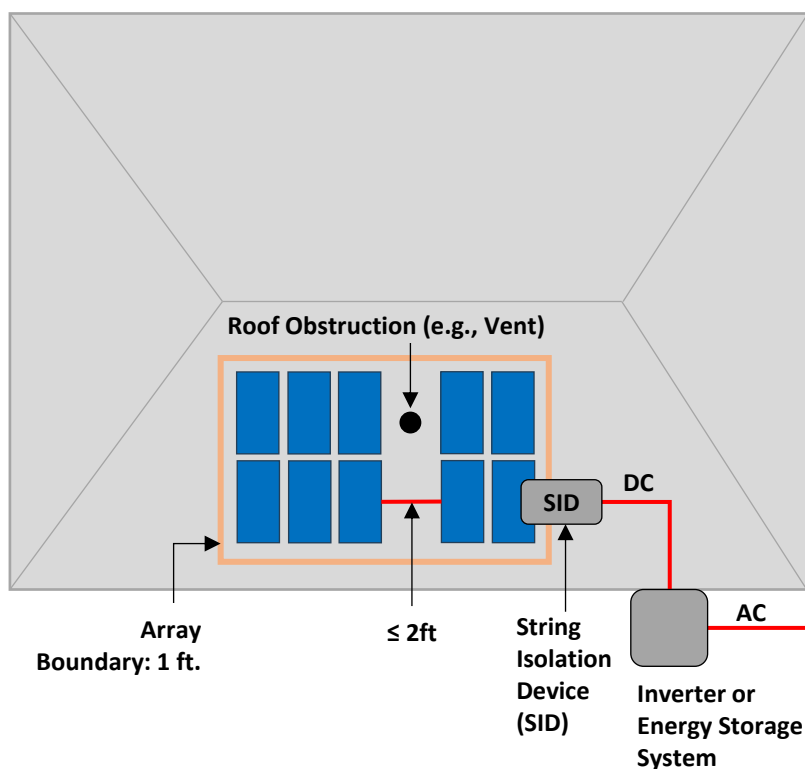 Roof Obstruction (e.g., Vent)
SID
DC
AC
Array
Boundary: 1 ft.
≤ 2ft
String
Isolation
Device
(SID)
Inverter or
Energy Storage
System